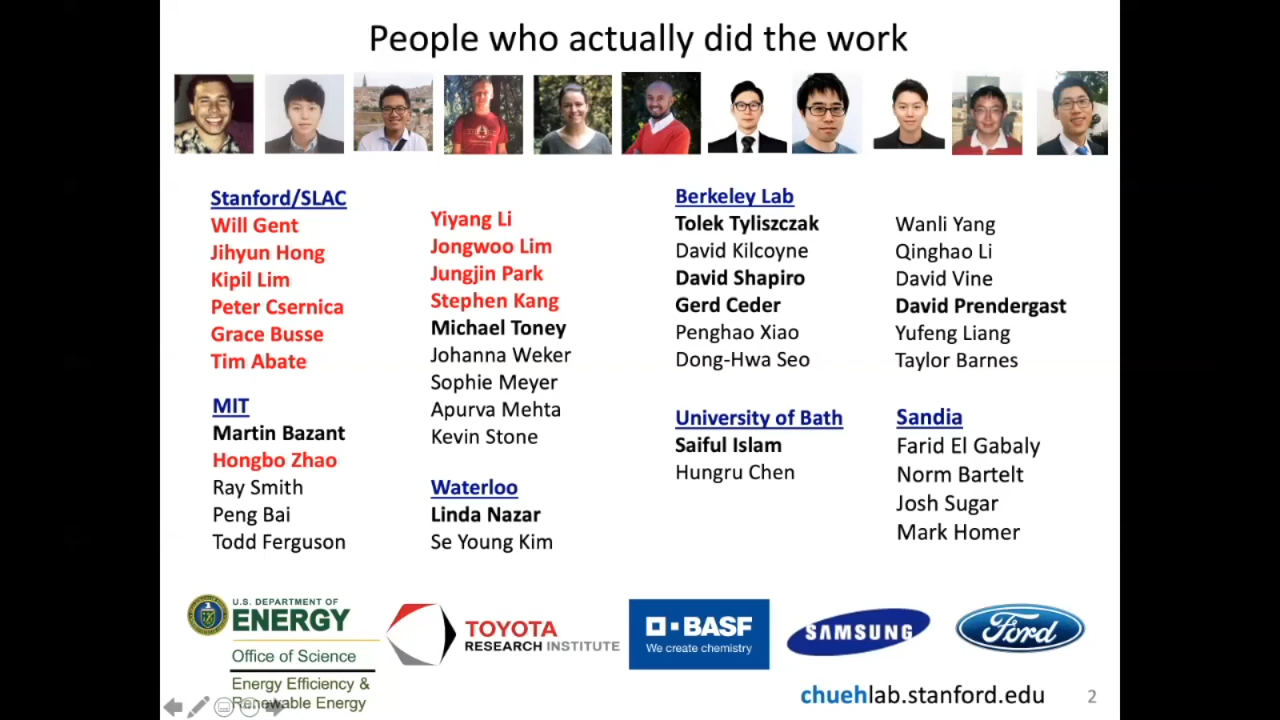 People who actually did the work
Stanford/SLAC
Will Gent
Jihyun Hong
Kipil Lim
Peter Csernica
Grace Busse
Tim Abate
MIT
Martin Bazant
Hongbo Zhao
Ray Smith
Peng Bai
Todd Ferguson
Yiyang Li
Jongwoo Lim
Jungjin Park
Stephen Kang
Michael Toney
Johanna Weker
Sophie Meyer
Apurva Mehta
Kevin Stone
Waterloo
Linda Nazar
Se Young Kim
Berkeley Lab
Tolek Tyliszczak
David Kilcoyne
David Shapiro
Gerd Ceder
Penghao Xiao
Dong-Hwa Seo
University of Bath
Saiful Islam
Hungru Chen
Wanli Yang
Qinghao Li
David Vine
David Prendergast
Yufeng Liang
Taylor Barnes
Sandia
Farid El Gabaly
Norm Bartelt
Josh Sugar
Mark Homer
U.S. DEPARTMENT OF
ENERGY
Office of Science
Energy Efficiency &
Renewable Energy
TOYOTA
RESEARCH INSTITUTE
BASF
We create chemistry
SAMSUNG
Ford
chuehlab.stanford.edu
2